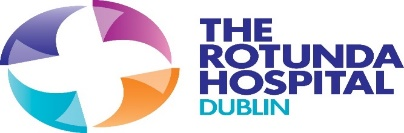 THE
ROTUNDA
HOSPITAL
DUBLIN